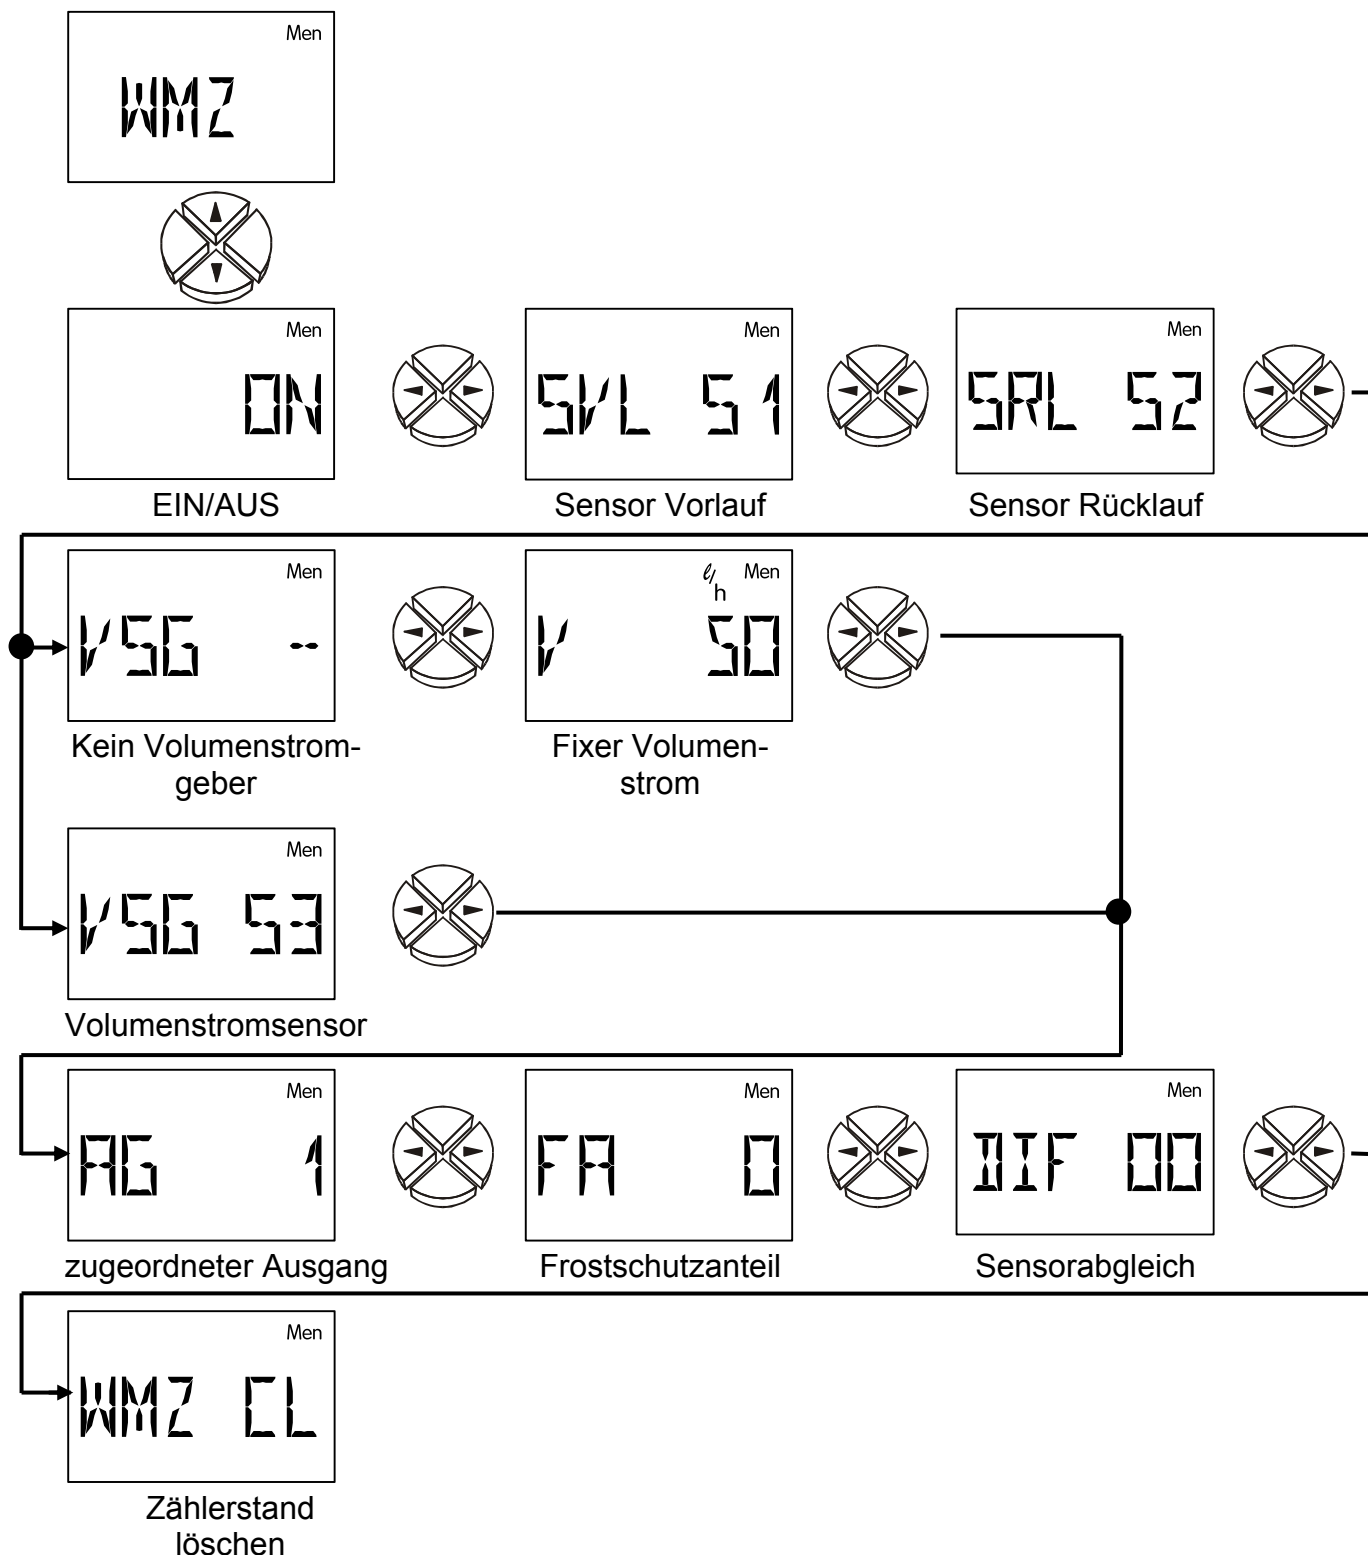 Men
WMZ
Men
ON
Men
SVL S1
Men
SRL S2
EIN/AUS
Sensor Vorlauf
Sensor Rücklauf
Men
VSG --
l/h Men
V 50
Kein Volumenstrom-
geber
Fixer Volumen-
strom
Men
VSG S3
Volumenstromsensor
Men
AG 1
Men
FA 0
Men
DIF 00
zugeordneter Ausgang
Frostschutzanteil
Sensorabgleich
Men
WMZ CL
Zählerstand
löschen